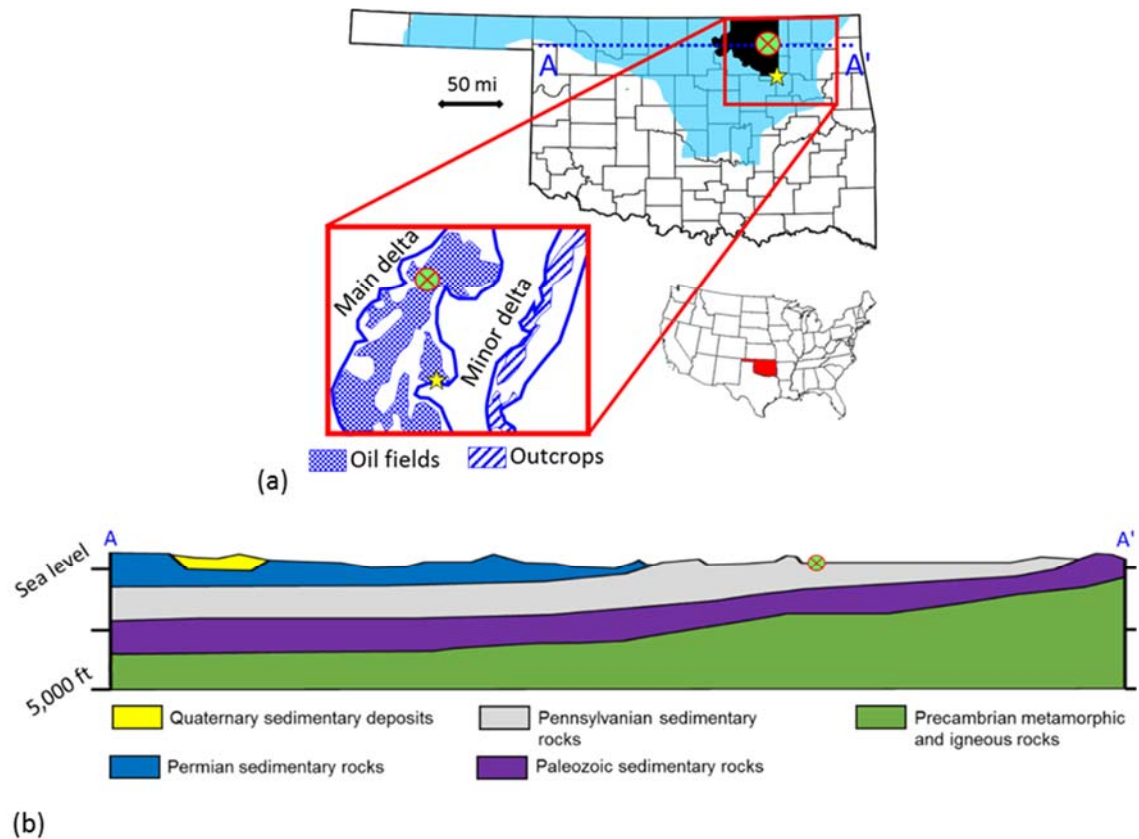 A
A'
50 mi
Main delta
Minor delta
Oil fields
Outcrops
(a)
A
A'
Sea level
5,000 ft
Quaternary sedimentary deposits
Pennsylvanian sedimentary
rocks
Precambrian metamorphic
and igneous rocks
Permian sedimentary rocks
Paleozoic sedimentary rocks
(b)